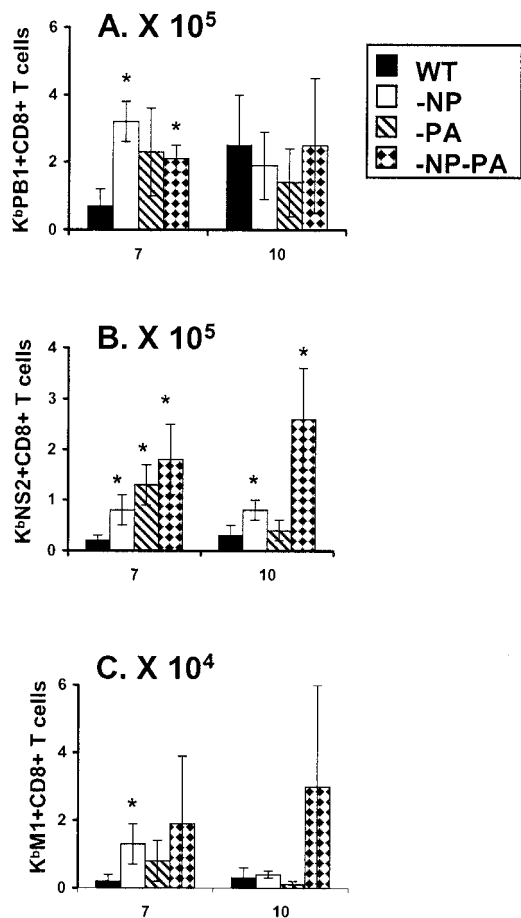 A. X 10⁵
KᵇPB1+CD8+ T cells
6
4
2
0
*
*
7
10
WT
-NP
-PA
-NP-PA
B. X 10⁵
KᵇNS2+CD8+ T cells
4
3
2
1
0
*
*
*
*
*
7
10
C. X 10⁴
KᵇM1+CD8+ T cells
6
4
2
0
*
7
10